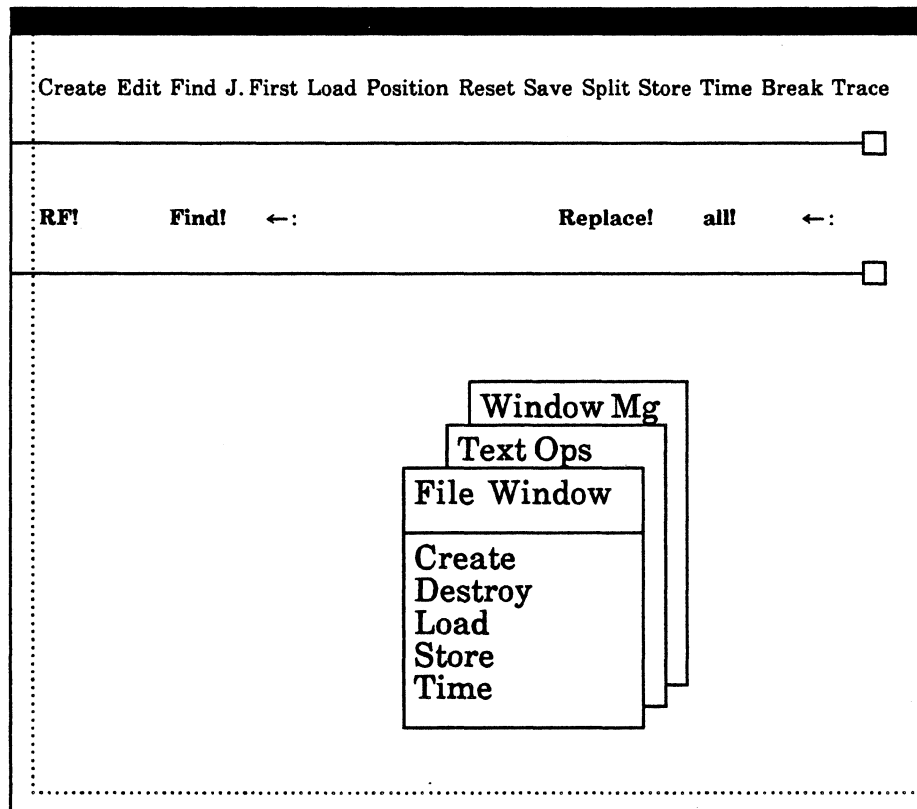 Create Edit Find J. First Load Position Reset Save Split Store Time Break Trace
RF! Find! ←: Replace! all! ←:
Window Mg
Text Ops
File Window
Create
Destroy
Load
Store
Time